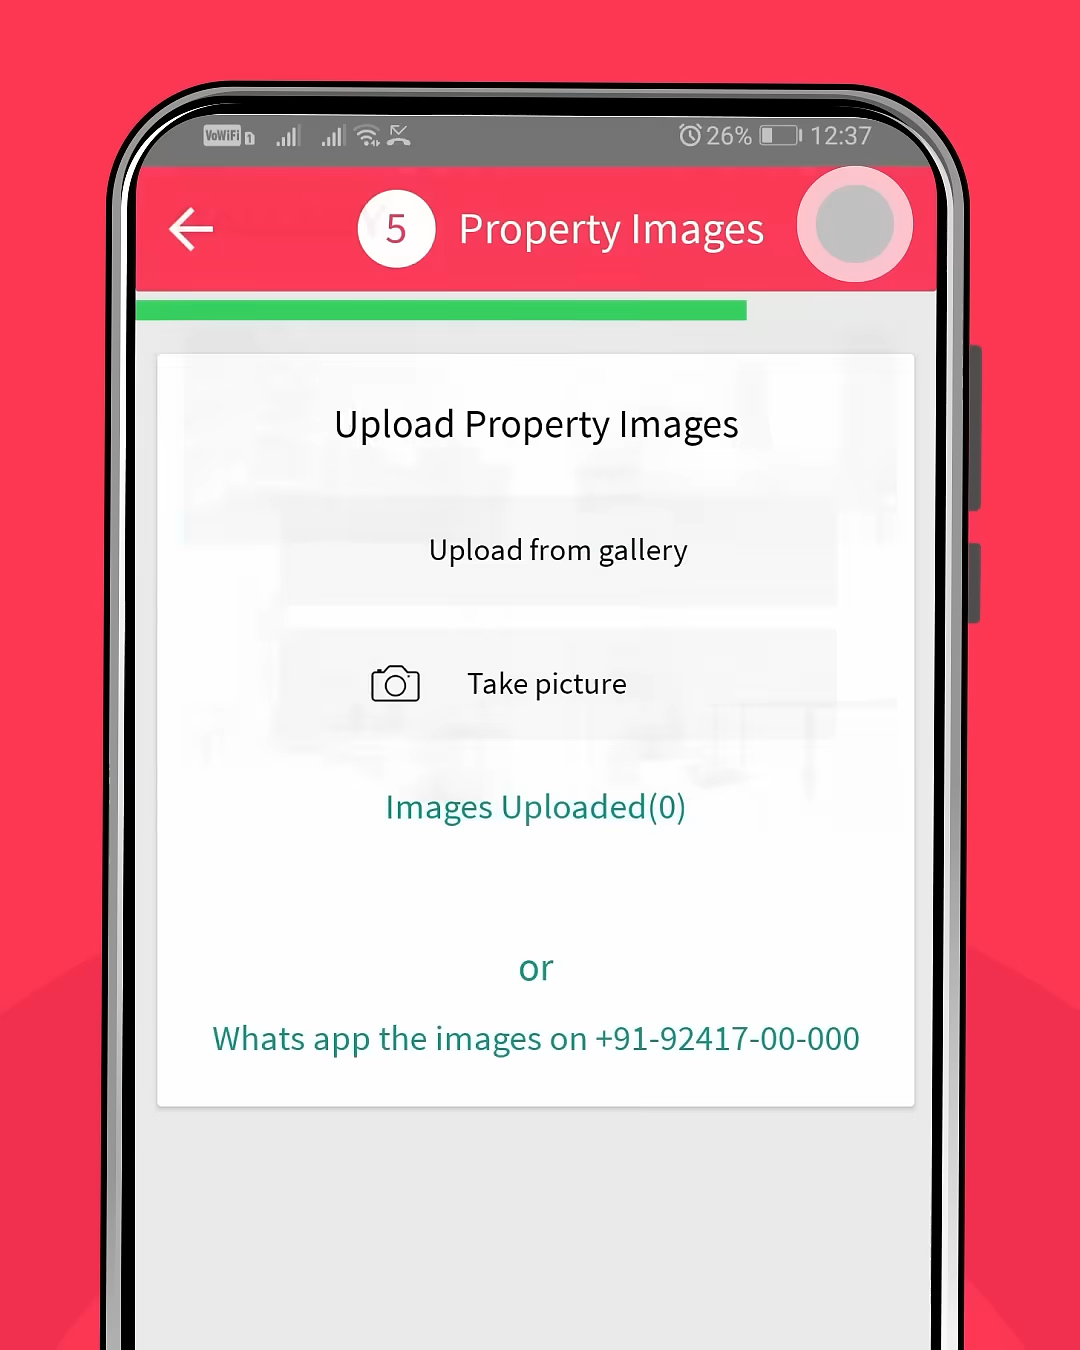 VoWiFi 1 26% 12:37
5 Property Images
Upload Property Images
Upload from gallery
Take picture
Images Uploaded(0)
or
Whats app the images on +91-92417-00-000